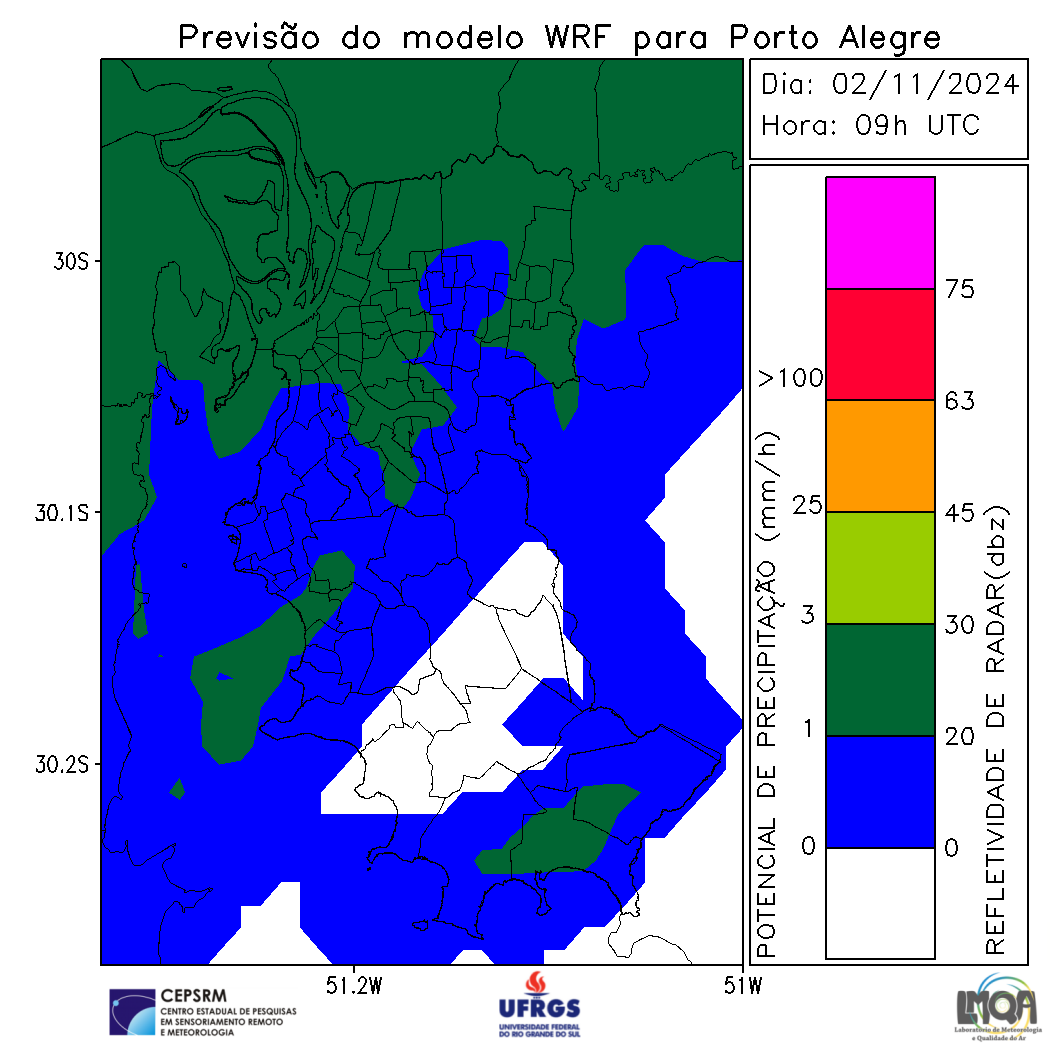 Previsão do modelo WRF para Porto Alegre
Dia: 02/11/2024
Hora: 09h UTC
30S
30.1S
30.2S
51.2W
51W
POTENCIAL DE PRECIPITAÇÃO (mm/h)
>100
25
3
1
0
75
63
45
30
20
0
REFLETIVIDADE DE RADAR(dbz)
CEPSRM
CENTRO ESTADUAL DE PESQUISAS
EM SENSORIAMENTO REMOTO
E METEOROLOGIA
UFRGS
UNIVERSIDADE FEDERAL
DO RIO GRANDE DO SUL
LMQA
Laboratório de Meteorologia
e Qualidade do Ar